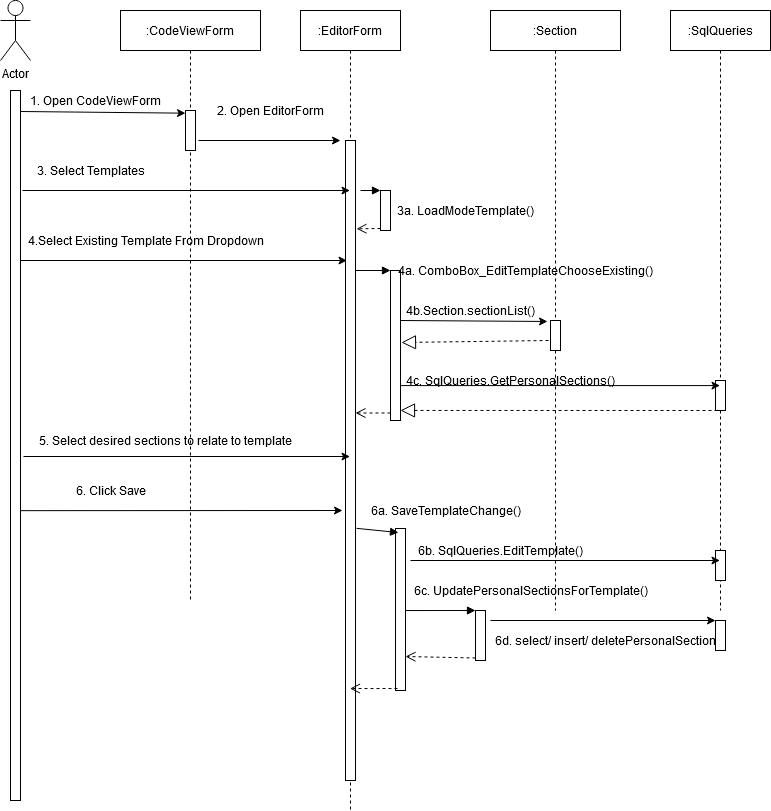 :CodeViewForm
:EditorForm
:Section
:SqlQueries
Actor
1. Open CodeViewForm
2. Open EditorForm
3. Select Templates
3a. LoadModeTemplate()
4.Select Existing Template From Dropdown
4a. ComboBox_EditTemplateChooseExisting()
4b.Section.sectionList()
4c. SqlQueries.GetPersonalSections()
5. Select desired sections to relate to template
6. Click Save
6a. SaveTemplateChange()
6b. SqlQueries.EditTemplate()
6c. UpdatePersonalSectionsForTemplate()
6d. select/ insert/ deletePersonalSection